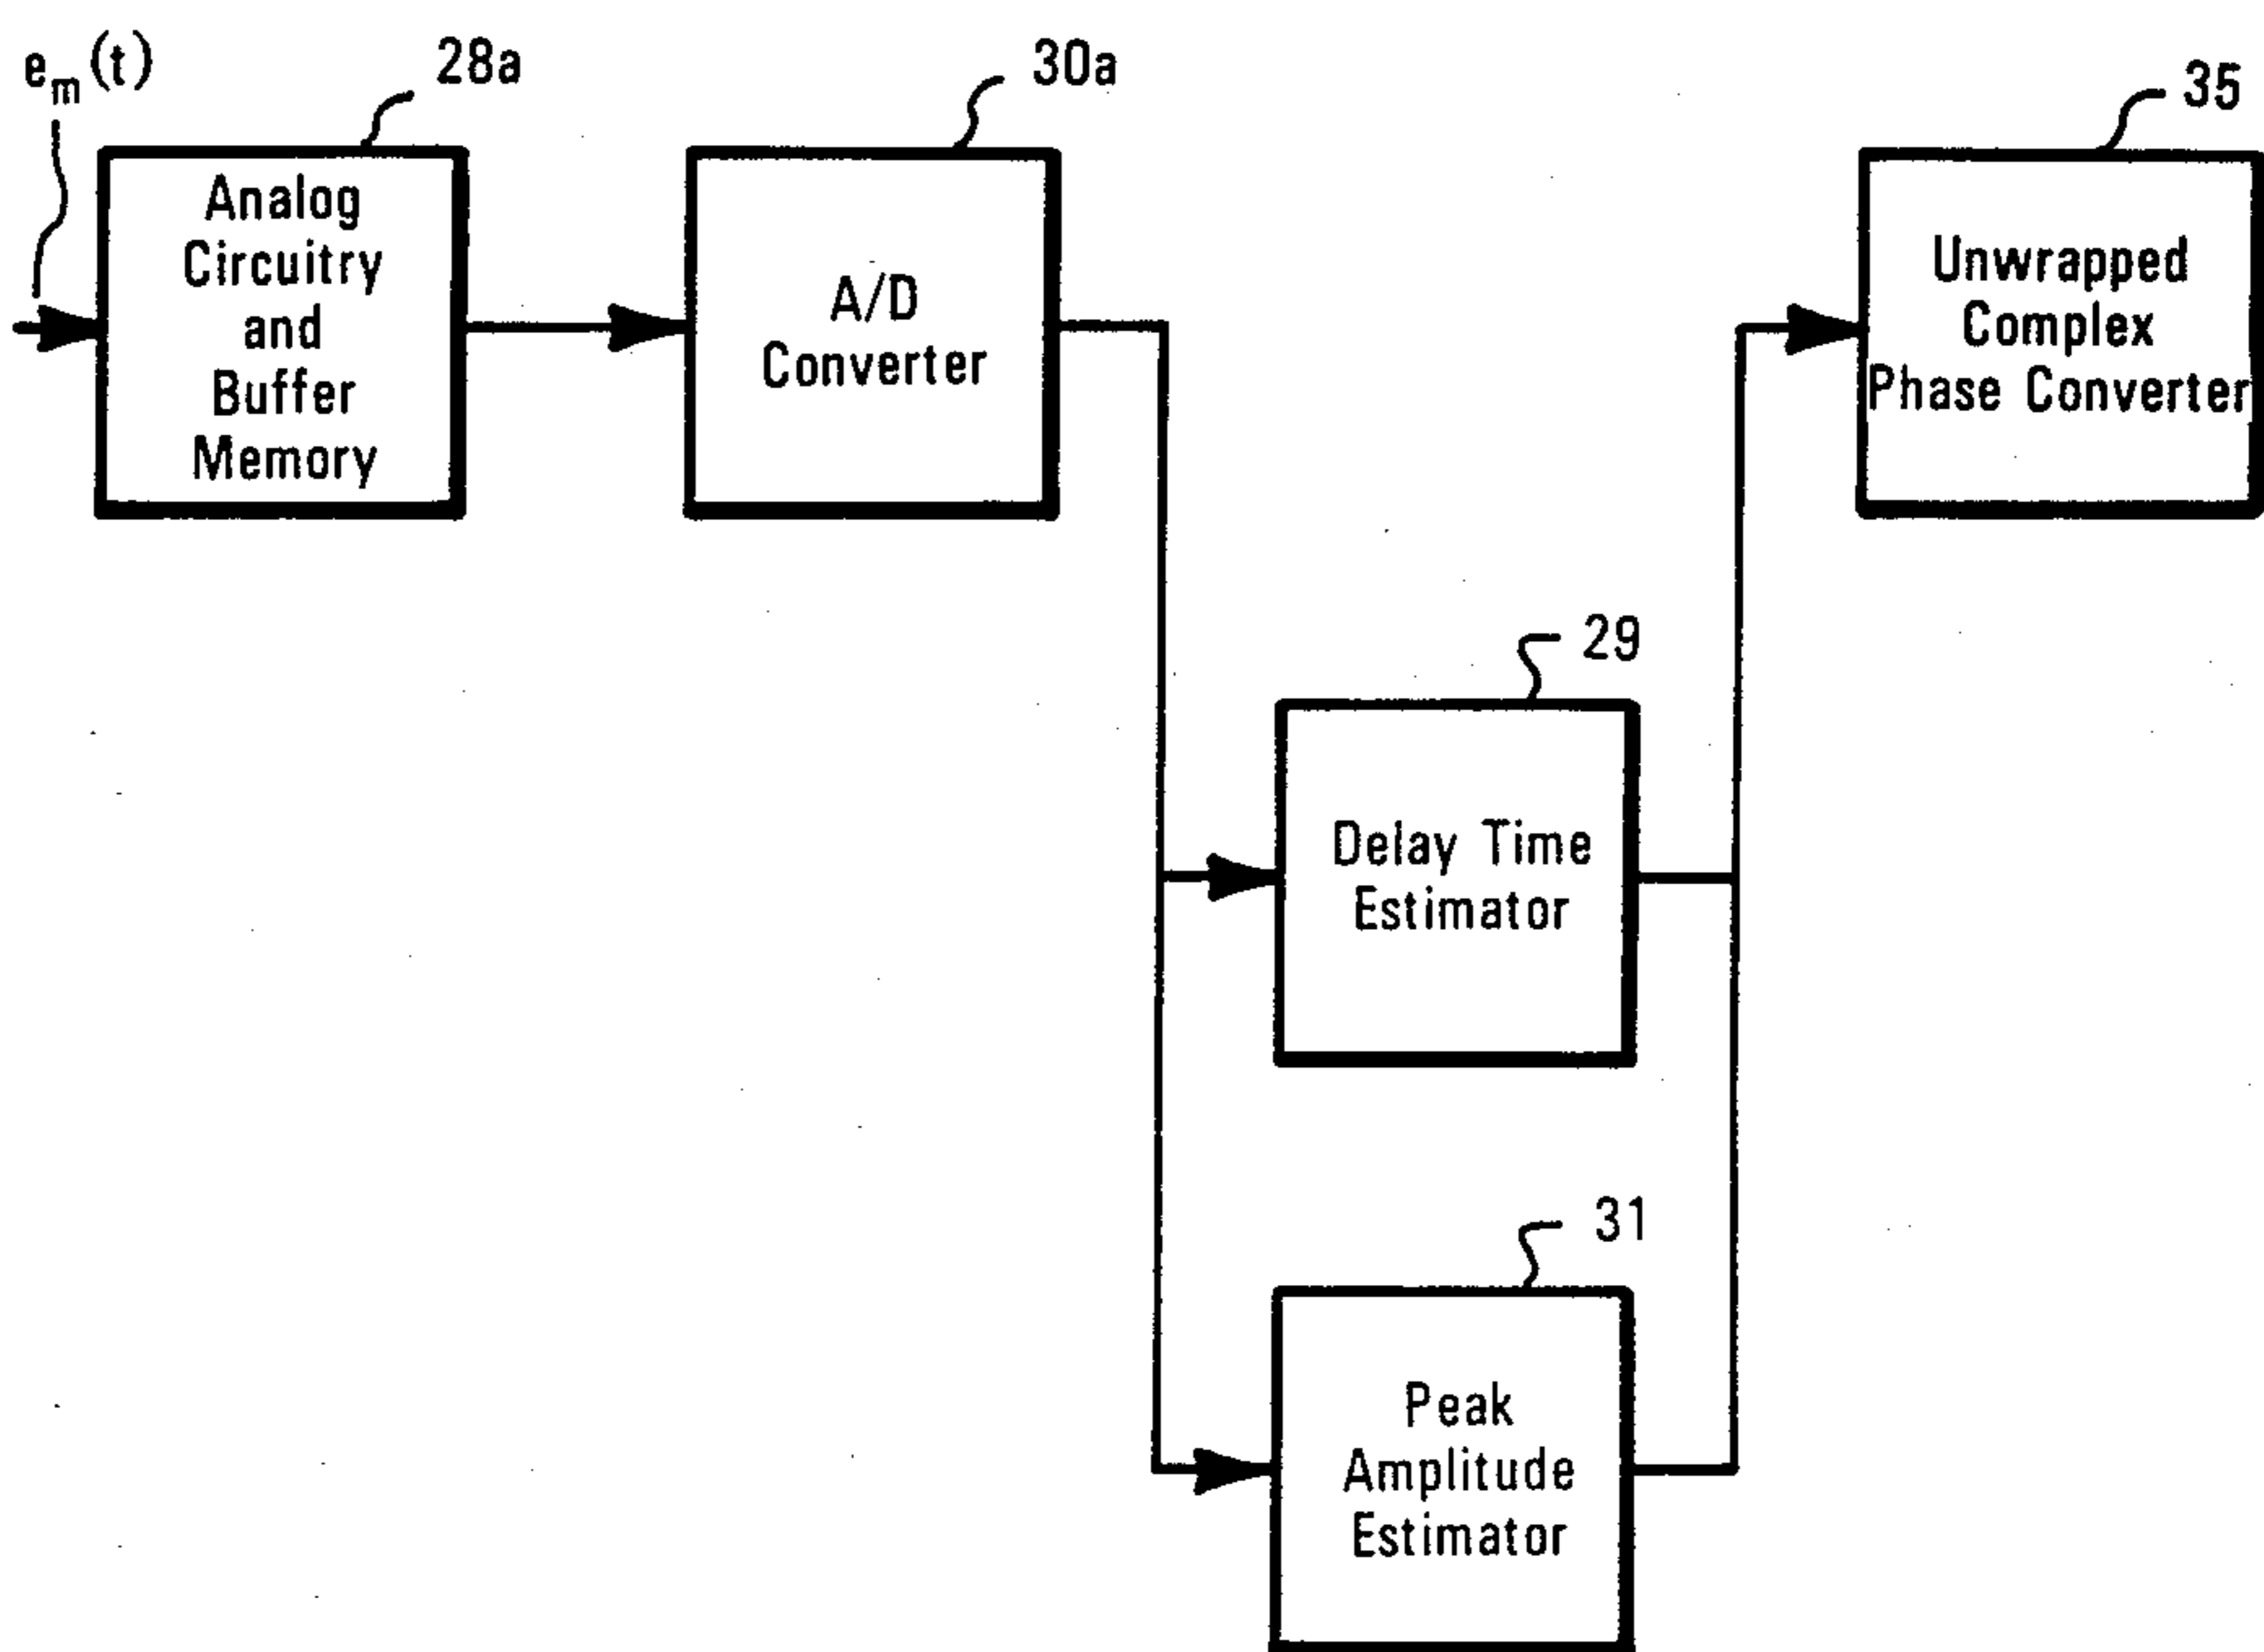 e_m(t)
28a
30a
35
Analog
Circuitry
and
Buffer
Memory
A/D
Converter
Unwrapped
Complex
Phase Converter
29
Delay Time
Estimator
31
Peak
Amplitude
Estimator